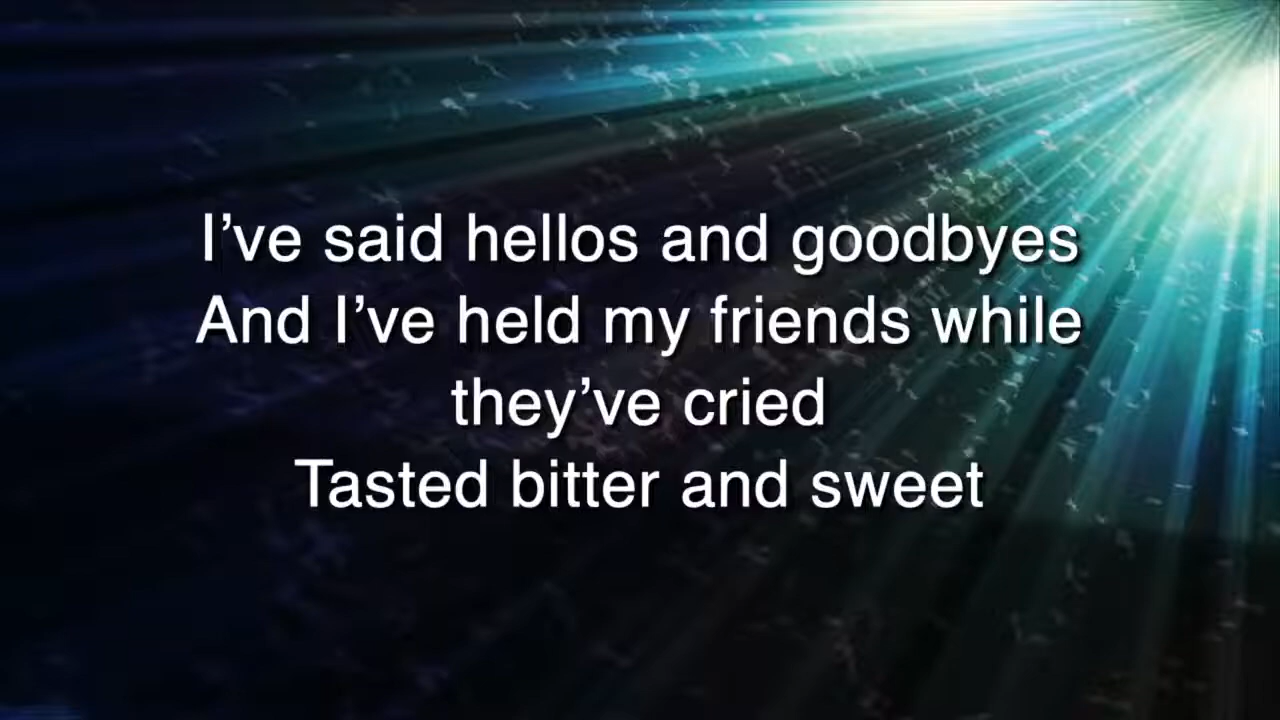 I’ve said hellos and goodbyes
And I’ve held my friends while
they’ve cried
Tasted bitter and sweet